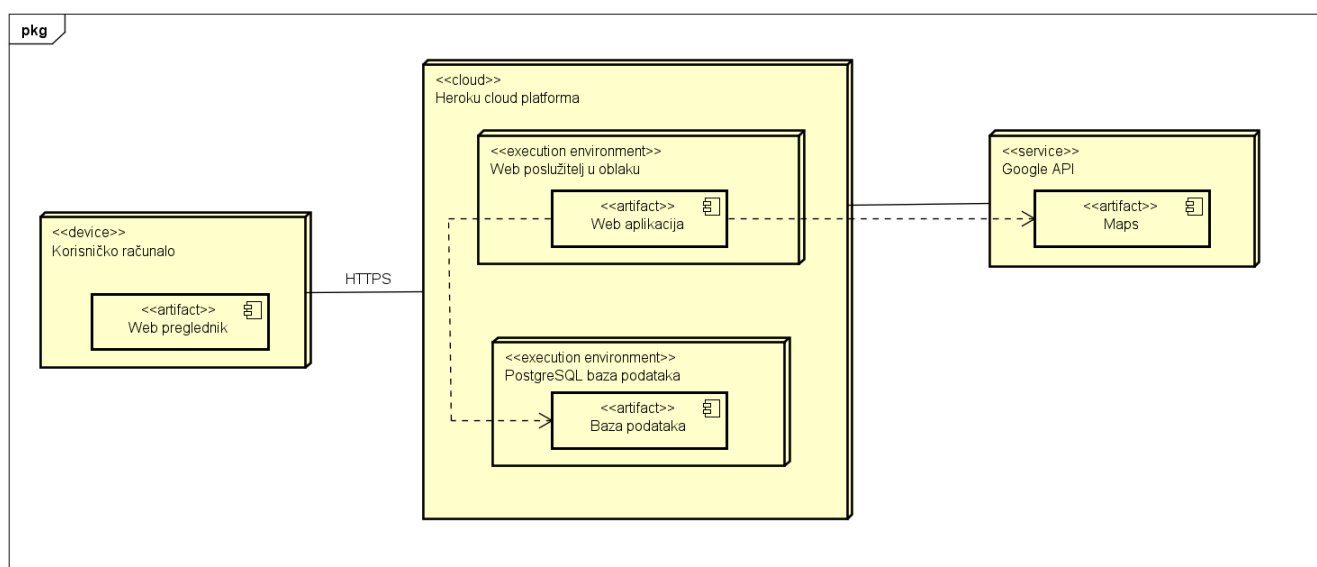 pkg
<<device>>
Korisničko računalo
<<artifact>>
Web preglednik
HTTPS
<<cloud>>
Heroku cloud platforma
<<execution environment>>
Web poslužitelj u oblaku
<<artifact>>
Web aplikacija
<<execution environment>>
PostgreSQL baza podataka
<<artifact>>
Baza podataka
<<service>>
Google API
<<artifact>>
Maps